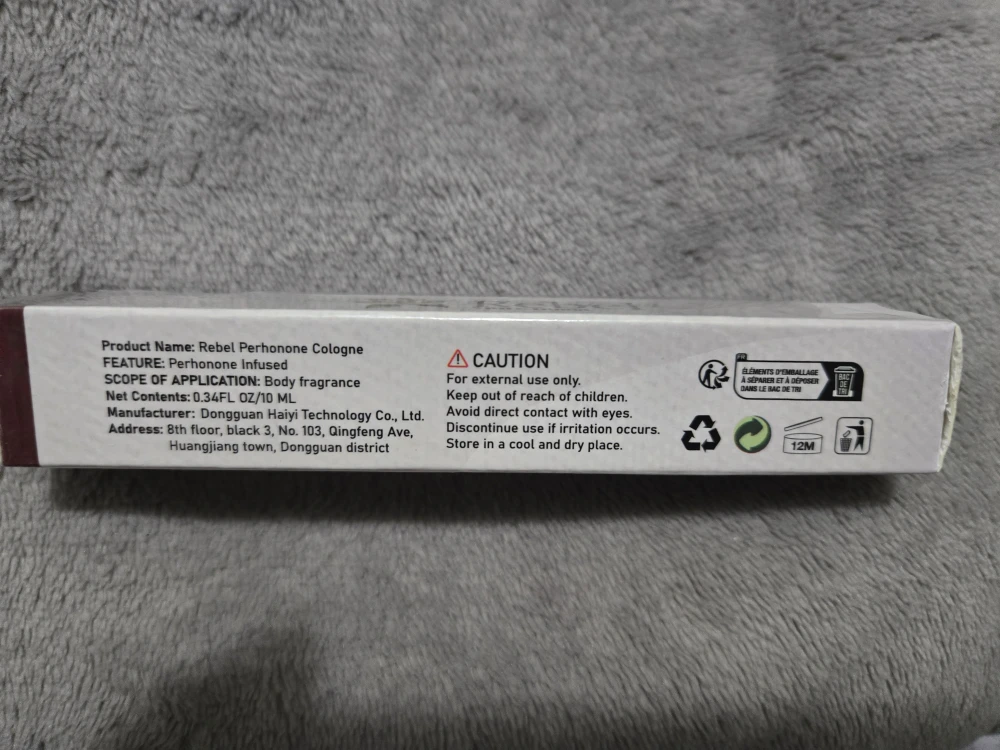 Product Name: Rebel Perhonone Cologne
FEATURE: Perhonone Infused
SCOPE OF APPLICATION: Body fragrance
Net Contents: 0.34FL OZ/10 ML
Manufacturer: Dongguan Haiyi Technology Co., Ltd.
Address: 8th floor, black 3, No. 103, Qingfeng Ave,
Huangjiang town, Dongguan district
CAUTION
For external use only.
Keep out of reach of children.
Avoid direct contact with eyes.
Discontinue use if irritation occurs.
Store in a cool and dry place.
FR
ÉLÉMENTS D'EMBALLAGE
À SÉPARER ET À DÉPOSER
DANS LE BAC DE TRI
BAC
DE
TRI
12M